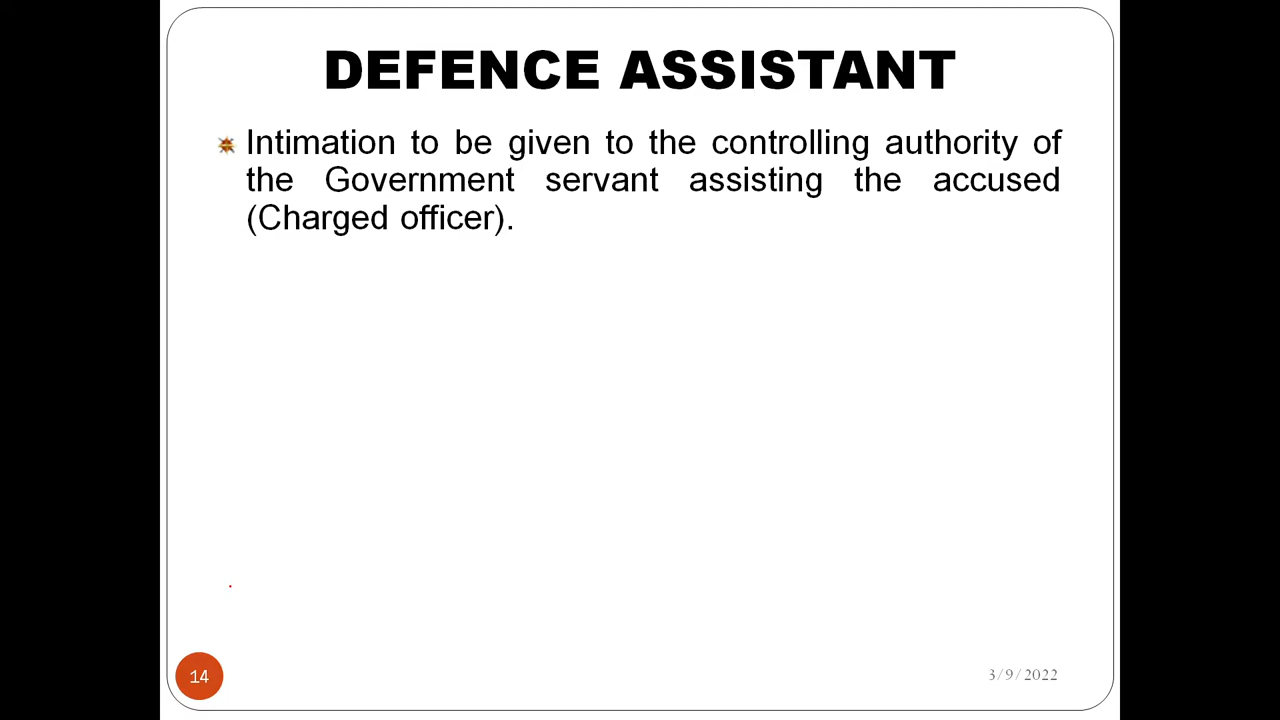 DEFENCE ASSISTANT
Intimation to be given to the controlling authority of
the Government servant assisting the accused
(Charged officer).
14
3/9/2022